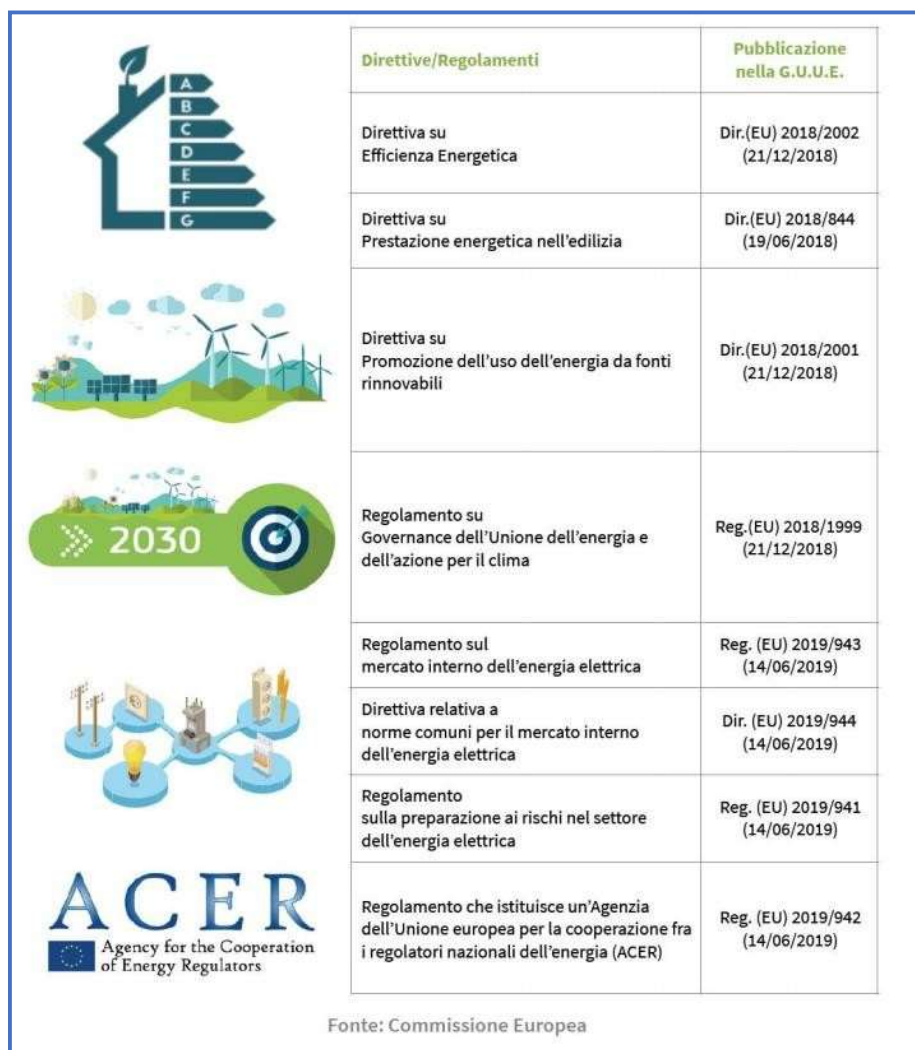 Direttive/Regolamenti
Pubblicazione
nella G.U.U.E.
A
B
C
D
E
F
G
Direttiva su
Efficienza Energetica
Dir.(EU) 2018/2002
(21/12/2018)
Direttiva su
Prestazione energetica nell'edilizia
Dir.(EU) 2018/844
(19/06/2018)
Direttiva su
Promozione dell'uso dell'energia da fonti
rinnovabili
Dir.(EU) 2018/2001
(21/12/2018)
2030
Regolamento su
Governance dell'Unione dell'energia e
dell'azione per il clima
Reg.(EU) 2018/1999
(21/12/2018)
Regolamento sul
mercato interno dell'energia elettrica
Reg. (EU) 2019/943
(14/06/2019)
Direttiva relativa a
norme comuni per il mercato interno
dell'energia elettrica
Dir. (EU) 2019/944
(14/06/2019)
Regolamento
sulla preparazione ai rischi nel settore
dell'energia elettrica
Reg. (EU) 2019/941
(14/06/2019)
ACER
Agency for the Cooperation
of Energy Regulators
Regolamento che istituisce un'Agenzia
dell'Unione europea per la cooperazione fra
i regolatori nazionali dell'energia (ACER)
Reg. (EU) 2019/942
(14/06/2019)
Fonte: Commissione Europea